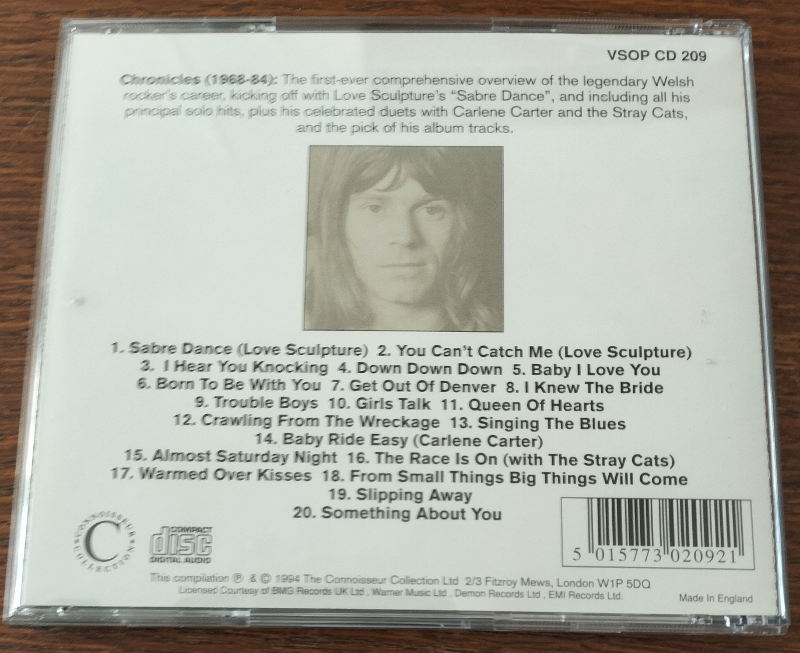 VSOP CD 209
Chronicles (1968-84): The first-ever comprehensive overview of the legendary Welsh
rocker's career, kicking off with Love Sculpture's "Sabre Dance", and including all his
principal solo hits, plus his celebrated duets with Carlene Carter and the Stray Cats,
and the pick of his album tracks.
1. Sabre Dance (Love Sculpture) 2. You Can't Catch Me (Love Sculpture)
3. I Hear You Knocking 4. Down Down Down 5. Baby I Love You
6. Born To Be With You 7. Get Out Of Denver 8. I Knew The Bride
9. Trouble Boys 10. Girls Talk 11. Queen Of Hearts
12. Crawling From The Wreckage 13. Singing The Blues
14. Baby Ride Easy (Carlene Carter)
15. Almost Saturday Night 16. The Race Is On (with The Stray Cats)
17. Warmed Over Kisses 18. From Small Things Big Things Will Come
19. Slipping Away
20. Something About You
CONNOISSEUR COLLECTION
C
COMPACT
disc
DIGITAL AUDIO
5 015773 020921
This compilation ℗ & © 1994 The Connoisseur Collection Ltd 2/3 Fitzroy Mews, London W1P 5DQ
Licensed Courtesy of BMG Records UK Ltd, Warner Music Ltd, Demon Records Ltd, EMI Records Ltd.
Made In England